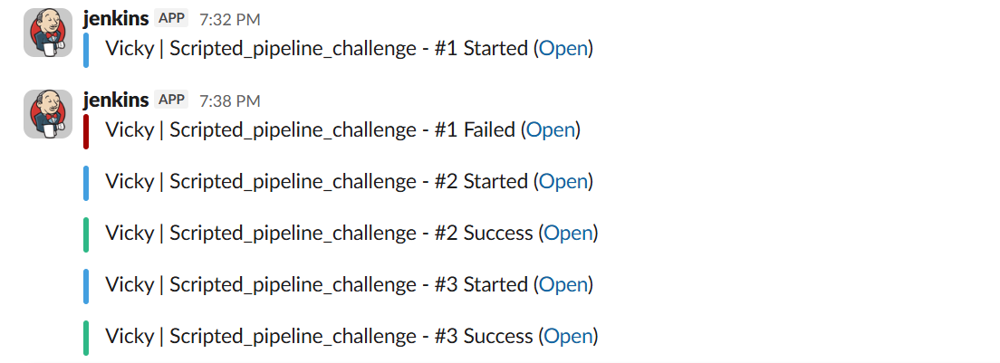 jenkins APP 7:32 PM
Vicky | Scripted_pipeline_challenge - #1 Started (Open)
jenkins APP 7:38 PM
Vicky | Scripted_pipeline_challenge - #1 Failed (Open)
Vicky | Scripted_pipeline_challenge - #2 Started (Open)
Vicky | Scripted_pipeline_challenge - #2 Success (Open)
Vicky | Scripted_pipeline_challenge - #3 Started (Open)
Vicky | Scripted_pipeline_challenge - #3 Success (Open)